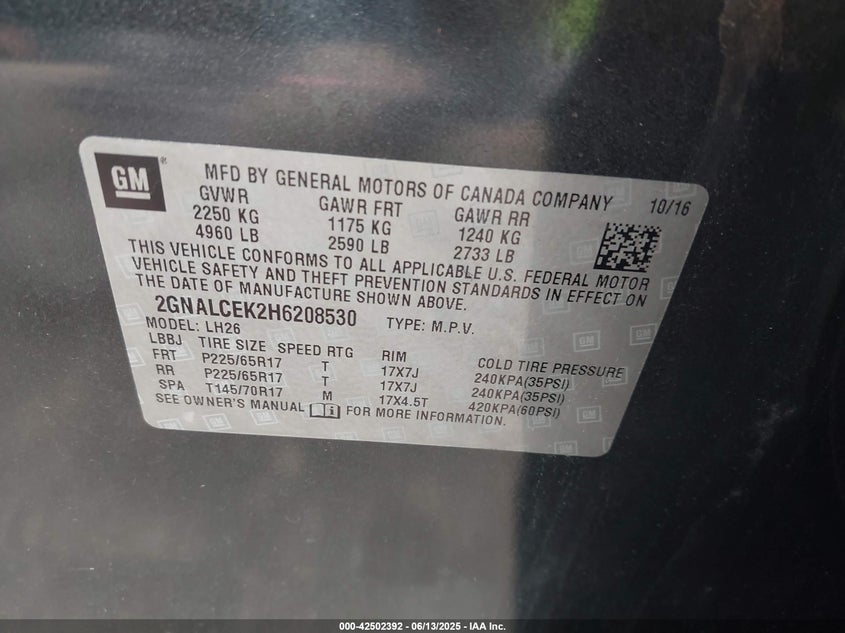 GM
MFD BY GENERAL MOTORS OF CANADA COMPANY 10/16
GVWR GAWR FRT GAWR RR
2250 KG 1175 KG 1240 KG
4960 LB 2590 LB 2733 LB
THIS VEHICLE CONFORMS TO ALL APPLICABLE U.S. FEDERAL MOTOR
VEHICLE SAFETY AND THEFT PREVENTION STANDARDS IN EFFECT ON
THE DATE OF MANUFACTURE SHOWN ABOVE.
2GNALCEK2H6208530 TYPE: M.P.V.
MODEL: LH26
LBBJ TIRE SIZE SPEED RTG RIM COLD TIRE PRESSURE
FRT P225/65R17 T 17X7J 240KPA(35PSI)
RR P225/65R17 T 17X7J 240KPA(35PSI)
SPA T145/70R17 M 17X4.5T 420KPA(60PSI)
SEE OWNER'S MANUAL FOR MORE INFORMATION.
000-42502392 - 06/13/2025 - IAA Inc.